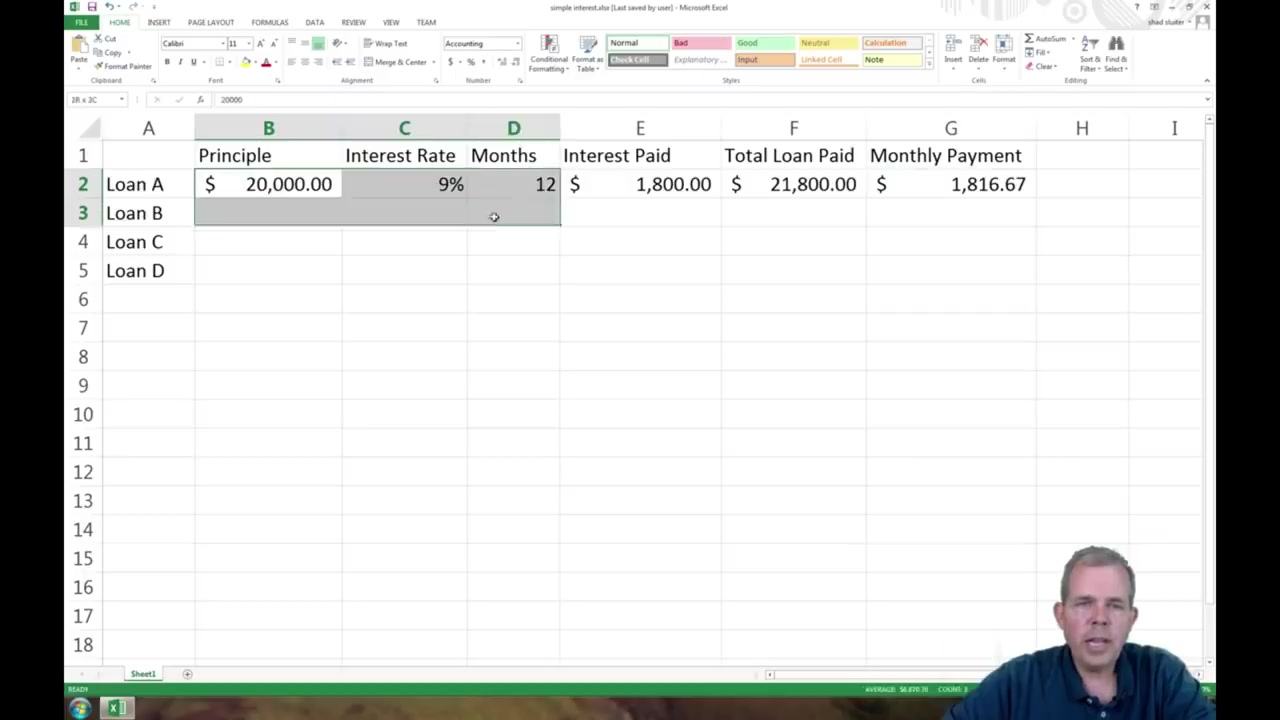 simple interest.xlsx [Last saved by user] - Microsoft Excel
FILE HOME INSERT PAGE LAYOUT FORMULAS DATA REVIEW VIEW TEAM
shad sluiter
Paste
Cut
Copy
Format Painter
Clipboard
Calibri 11
B I U
Font
Wrap Text
Merge & Center
Alignment
Accounting
$ % ,
Number
Conditional Formatting
Format as Table
Normal Bad Good Neutral Calculation
Check Cell Explanatory ... Input Linked Cell Note
Styles
Insert Delete Format
Cells
AutoSum
Fill
Clear
Sort & Filter
Find & Select
Editing
2R x 3C
fx 20000
A B C D E F G H I
1 Principle Interest Rate Months Interest Paid Total Loan Paid Monthly Payment
2 Loan A $ 20,000.00 9% 12 $ 1,800.00 $ 21,800.00 $ 1,816.67
3 Loan B
4 Loan C
5 Loan D
6
7
8
9
10
11
12
13
14
15
16
17
18
Sheet1
READY
COUNT: 3